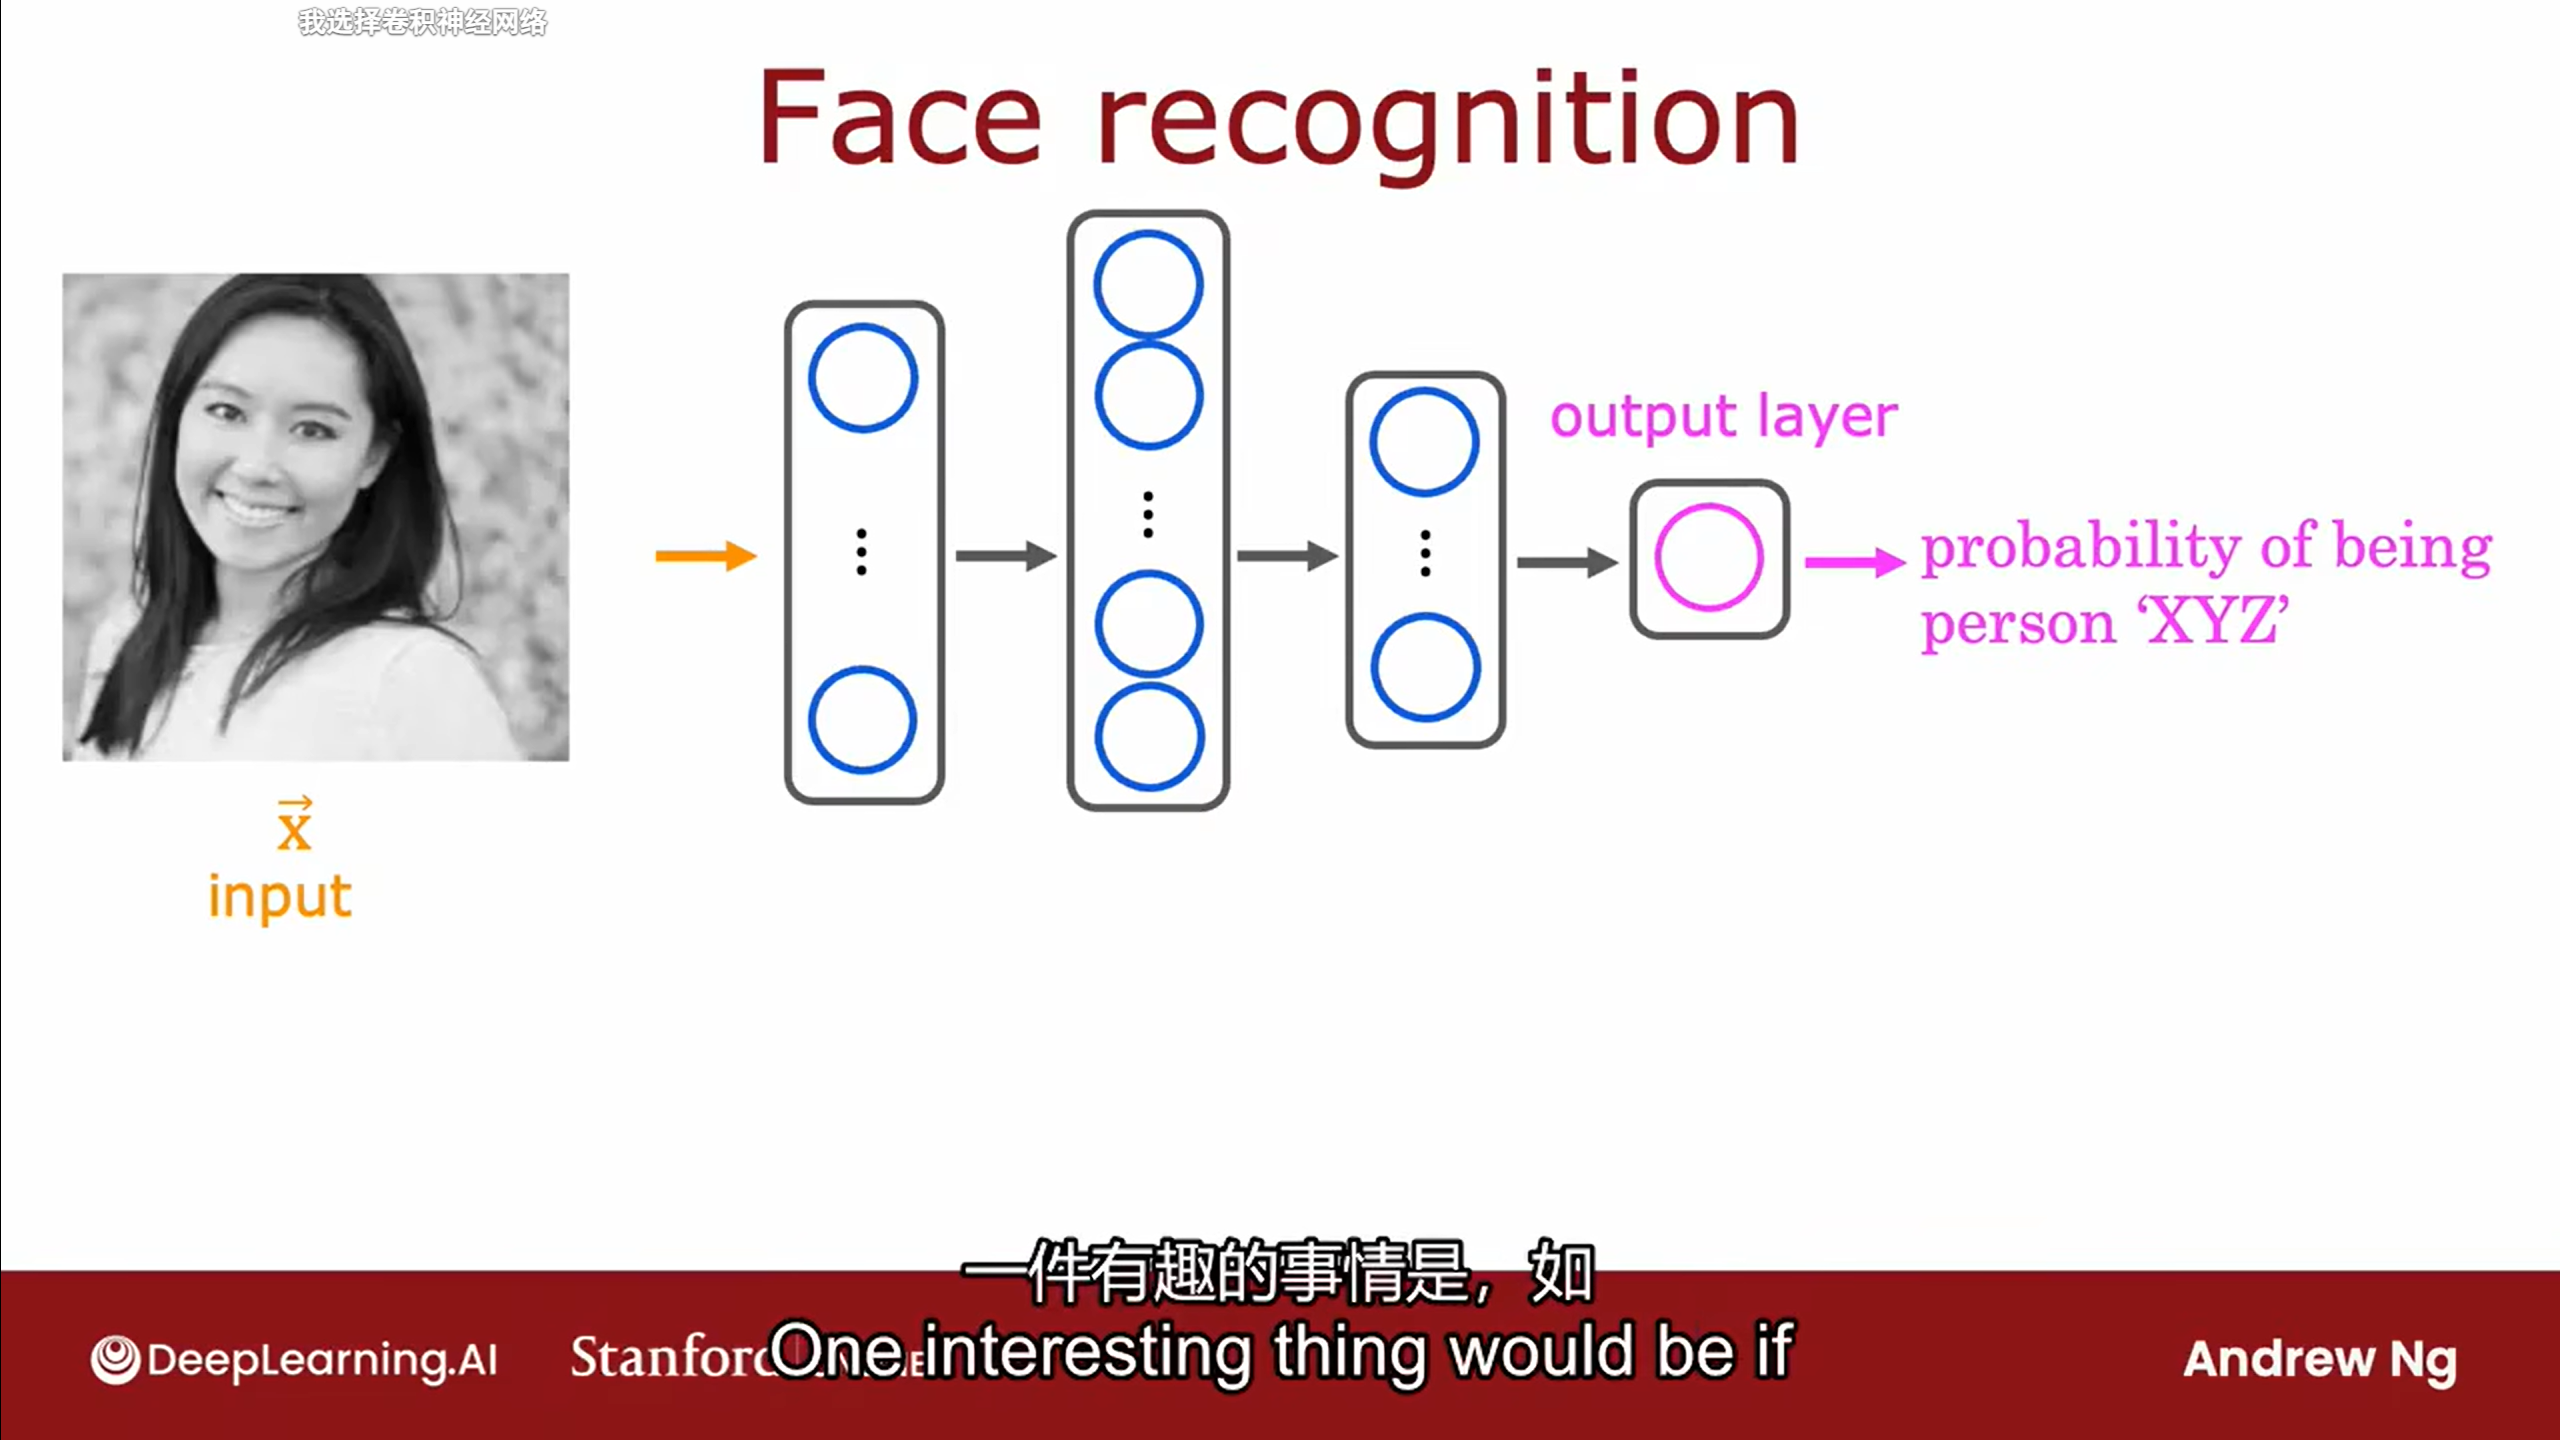 我选择卷积神经网络
Face recognition
output layer
probability of being
person ‘XYZ’
x
input
一件有趣的事情是，如
One interesting thing would be if
DeepLearning.AI
Stanford
Andrew Ng